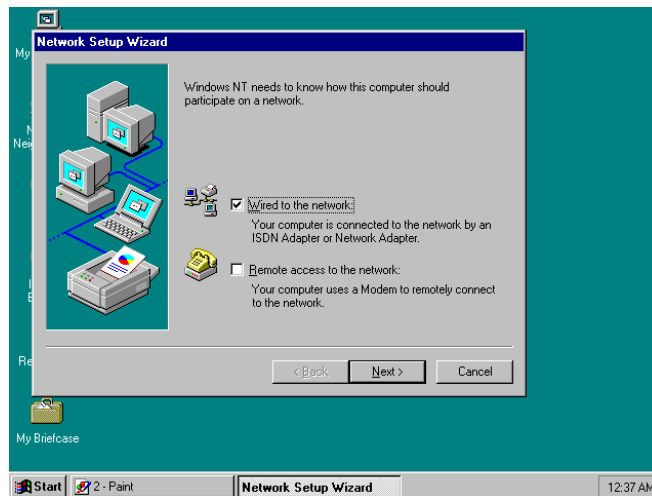 My
Network Setup Wizard
Windows NT needs to know how this computer should
participate on a network.
N
Neig
Wired to the network:
Your computer is connected to the network by an
ISDN Adapter or Network Adapter.
Remote access to the network:
Your computer uses a Modem to remotely connect
to the network.
I
E
Re
< Back
Next >
Cancel
My Briefcase
Start
2 - Paint
Network Setup Wizard
12:37 AM